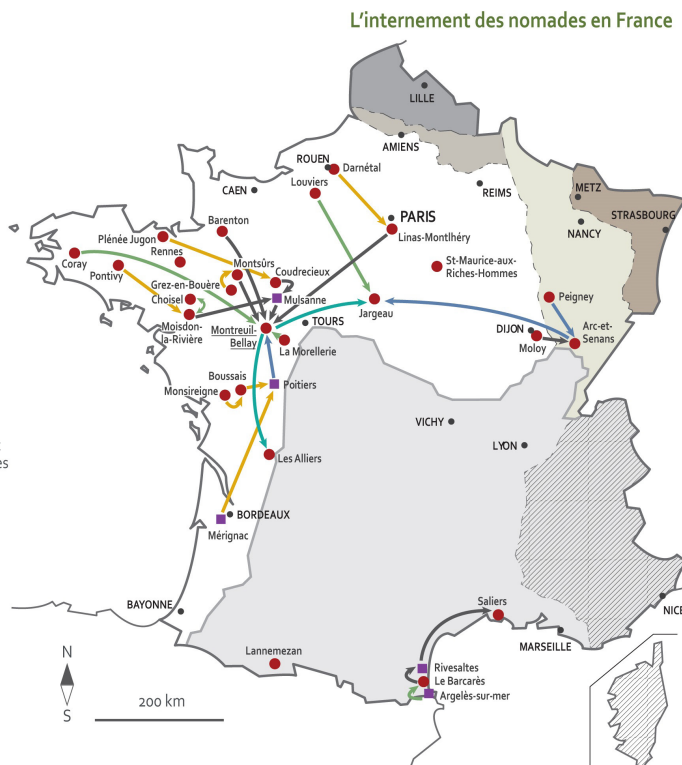 L'internement des nomades en France
LILLE
AMIENS
ROUEN
Darnétal
CAEN
Louviers
REIMS
METZ
STRASBOURG
NANCY
PARIS
Barenton
Linas-Montlhéry
Plénée Jugon
Rennes
Coray
Pontivy
Montsûrs
Coudrecieux
St-Maurice-aux-
Riches-Hommes
Grez-en-Bouère
Choisel
Mulsanne
Peigney
Moisdon-
la-Rivière
Montreuil-
Bellay
TOURS
Jargeau
DIJON
Moloy
Arc-et-
Senans
La Morellerie
Boussais
Monsireigne
Poitiers
VICHY
LYON
Les Alliers
es
BORDEAUX
Mérignac
BAYONNE
Saliers
NICE
MARSEILLE
Lannemezan
Rivesaltes
Le Barcarès
Argelès-sur-mer
N
S
200 km